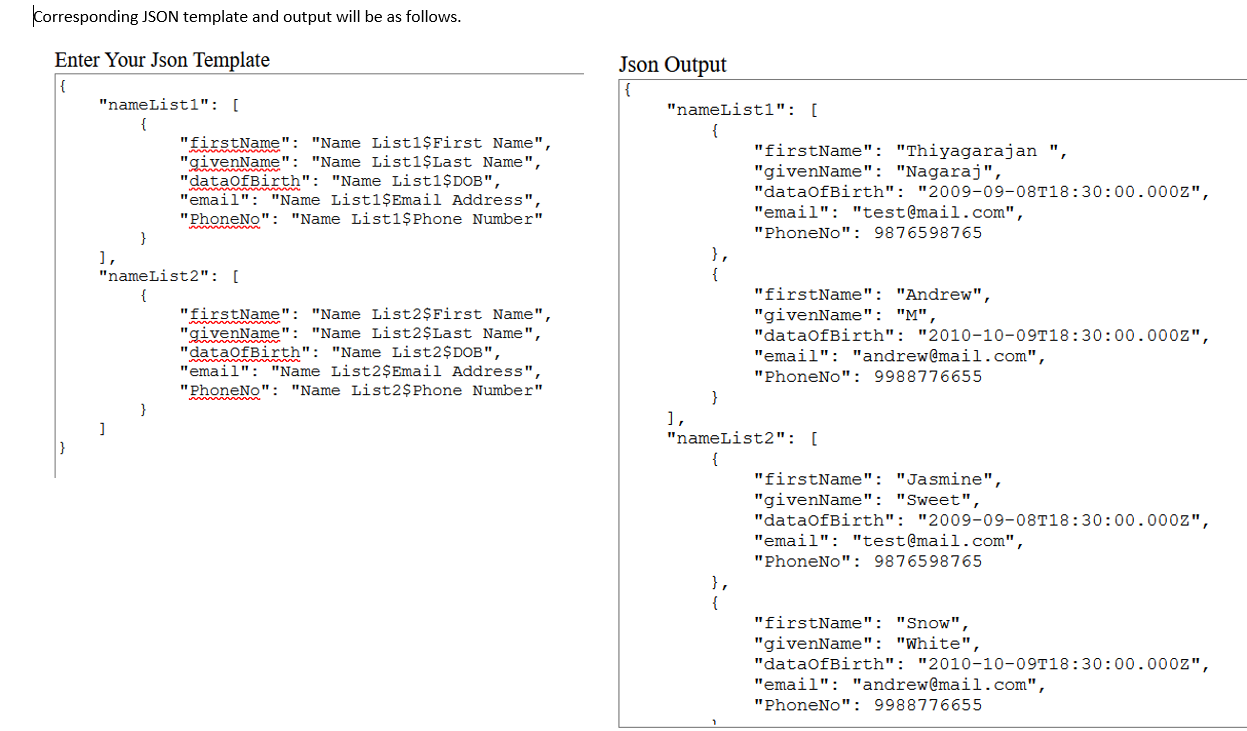 Corresponding JSON template and output will be as follows.
Enter Your Json Template
{
"nameList1": [
{
"firstName": "Name List1$First Name",
"givenName": "Name List1$Last Name",
"dataOfBirth": "Name List1$DOB",
"email": "Name List1$Email Address",
"PhoneNo": "Name List1$Phone Number"
}
],
"nameList2": [
{
"firstName": "Name List2$First Name",
"givenName": "Name List2$Last Name",
"dataOfBirth": "Name List2$DOB",
"email": "Name List2$Email Address",
"PhoneNo": "Name List2$Phone Number"
}
]
}
Json Output
{
"nameList1": [
{
"firstName": "Thiyagarajan ",
"givenName": "Nagaraj",
"dataOfBirth": "2009-09-08T18:30:00.000Z",
"email": "test@mail.com",
"PhoneNo": 9876598765
},
{
"firstName": "Andrew",
"givenName": "M",
"dataOfBirth": "2010-10-09T18:30:00.000Z",
"email": "andrew@mail.com",
"PhoneNo": 9988776655
}
],
"nameList2": [
{
"firstName": "Jasmine",
"givenName": "Sweet",
"dataOfBirth": "2009-09-08T18:30:00.000Z",
"email": "test@mail.com",
"PhoneNo": 9876598765
},
{
"firstName": "Snow",
"givenName": "White",
"dataOfBirth": "2010-10-09T18:30:00.000Z",
"email": "andrew@mail.com",
"PhoneNo": 9988776655